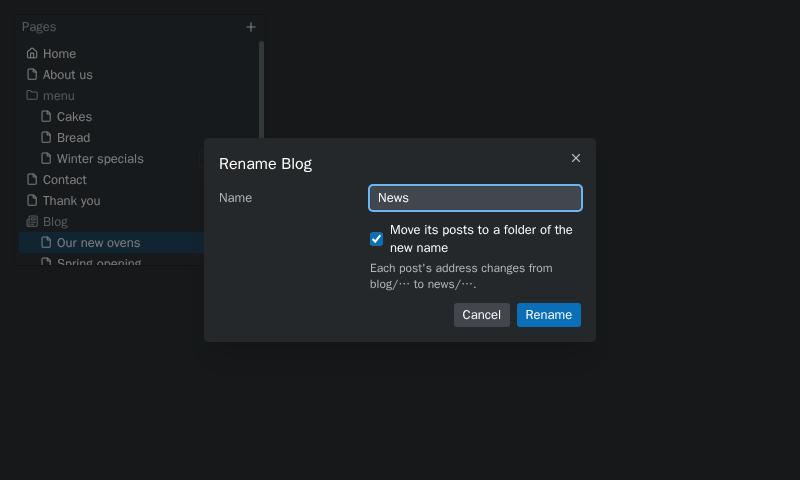 Pages
Home
About us
menu
Cakes
Bread
Winter specials
Contact
Thank you
Blog
Our new ovens
Spring opening
Rename Blog
Name
News
Move its posts to a folder of the
new name
Each post's address changes from
blog/⋯ to news/⋯.
Cancel
Rename